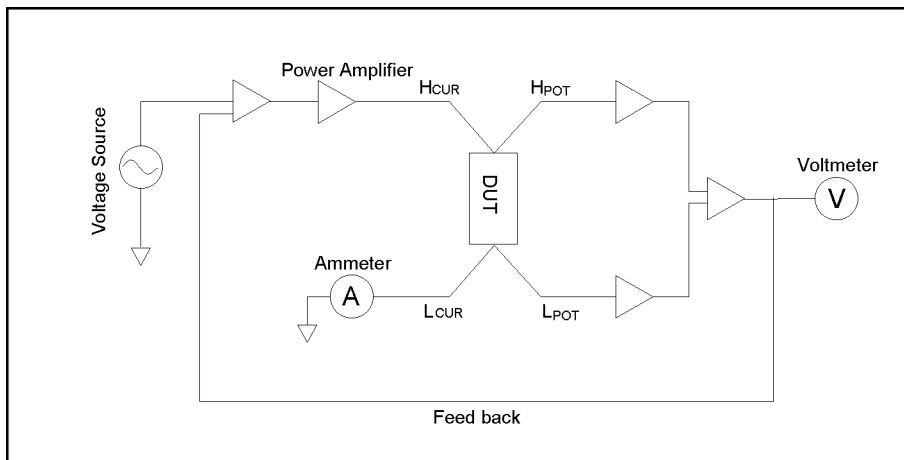 Power Amplifier
HCUR
HPOT
Voltage Source
DUT
Voltmeter
V
Ammeter
A
LCUR
LPOT
Feed back